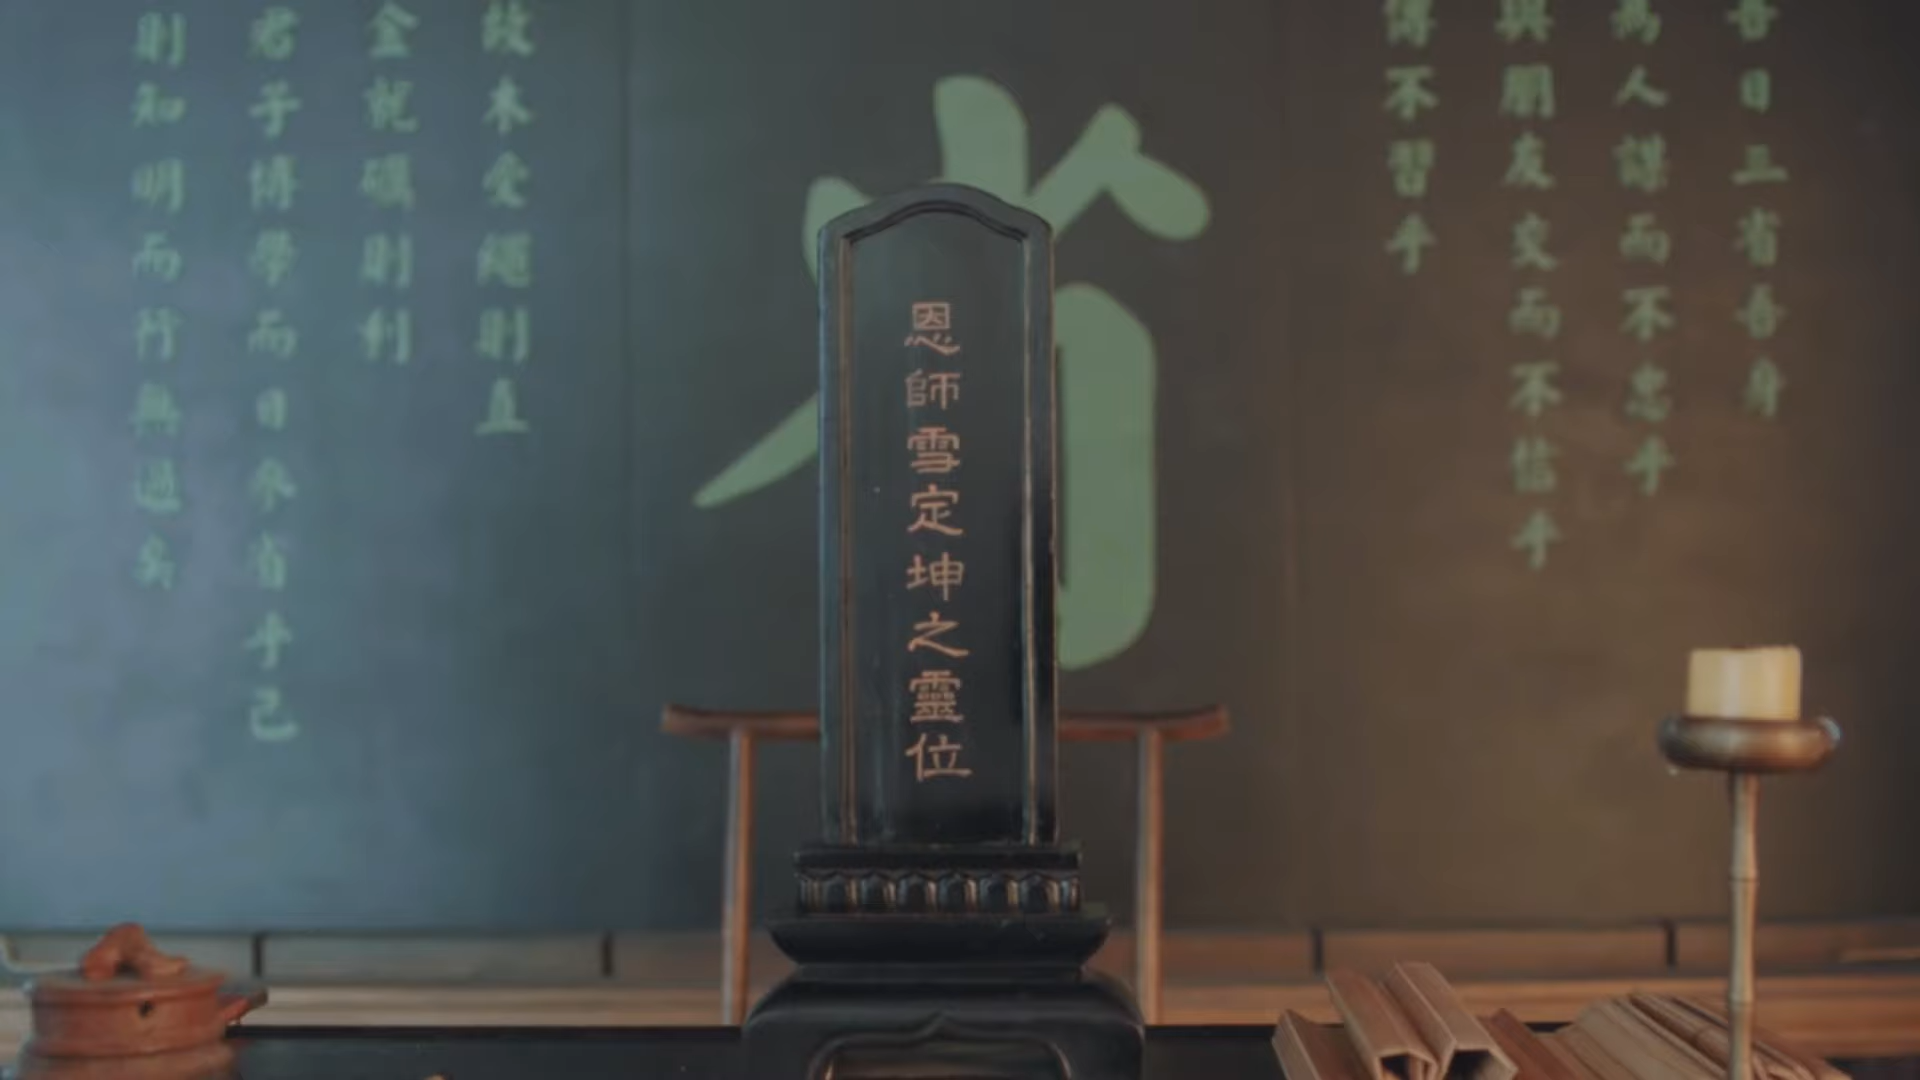 吾日三省吾身
為人謀而不忠乎
與朋友交而不信乎
傳不習乎
省
恩師雪定坤之靈位
故木受繩則直
金就礪則利
君子博學而日參省乎己
則知明而行無過矣